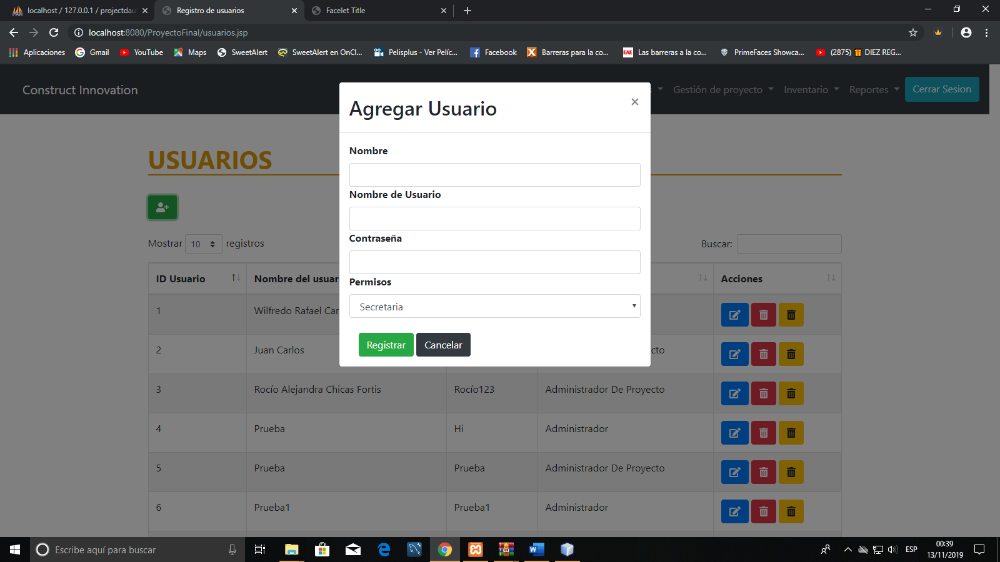 localhost / 127.0.0.1 / projectdau
Registro de usuarios
Facelet Title
localhost:8080/ProyectoFinal/usuarios.jsp
Aplicaciones
Gmail
YouTube
Maps
SweetAlert
SweetAlert en OnCl...
Pelisplus - Ver Pelíc...
Facebook
Barreras para la co...
Las barreras a la co...
PrimeFaces Showca...
(2875) DIEZ REG...
Construct Innovation
Gestión de proyecto
Inventario
Reportes
Cerrar Sesion
Agregar Usuario
×
Nombre
Nombre de Usuario
Contraseña
Permisos
Secretaria
Registrar
Cancelar
USUARIOS
Mostrar 10 registros
Buscar:
ID Usuario
Nombre del usuar
Acciones
1
Wilfredo Rafael Car
2
Juan Carlos
cto
3
Rocío Alejandra Chicas Fortis
Rocío123
Administrador De Proyecto
4
Prueba
Hi
Administrador
5
Prueba
Prueba
Administrador De Proyecto
6
Prueba1
Prueba1
Administrador
Escribe aquí para buscar
ESP
00:39
13/11/2019